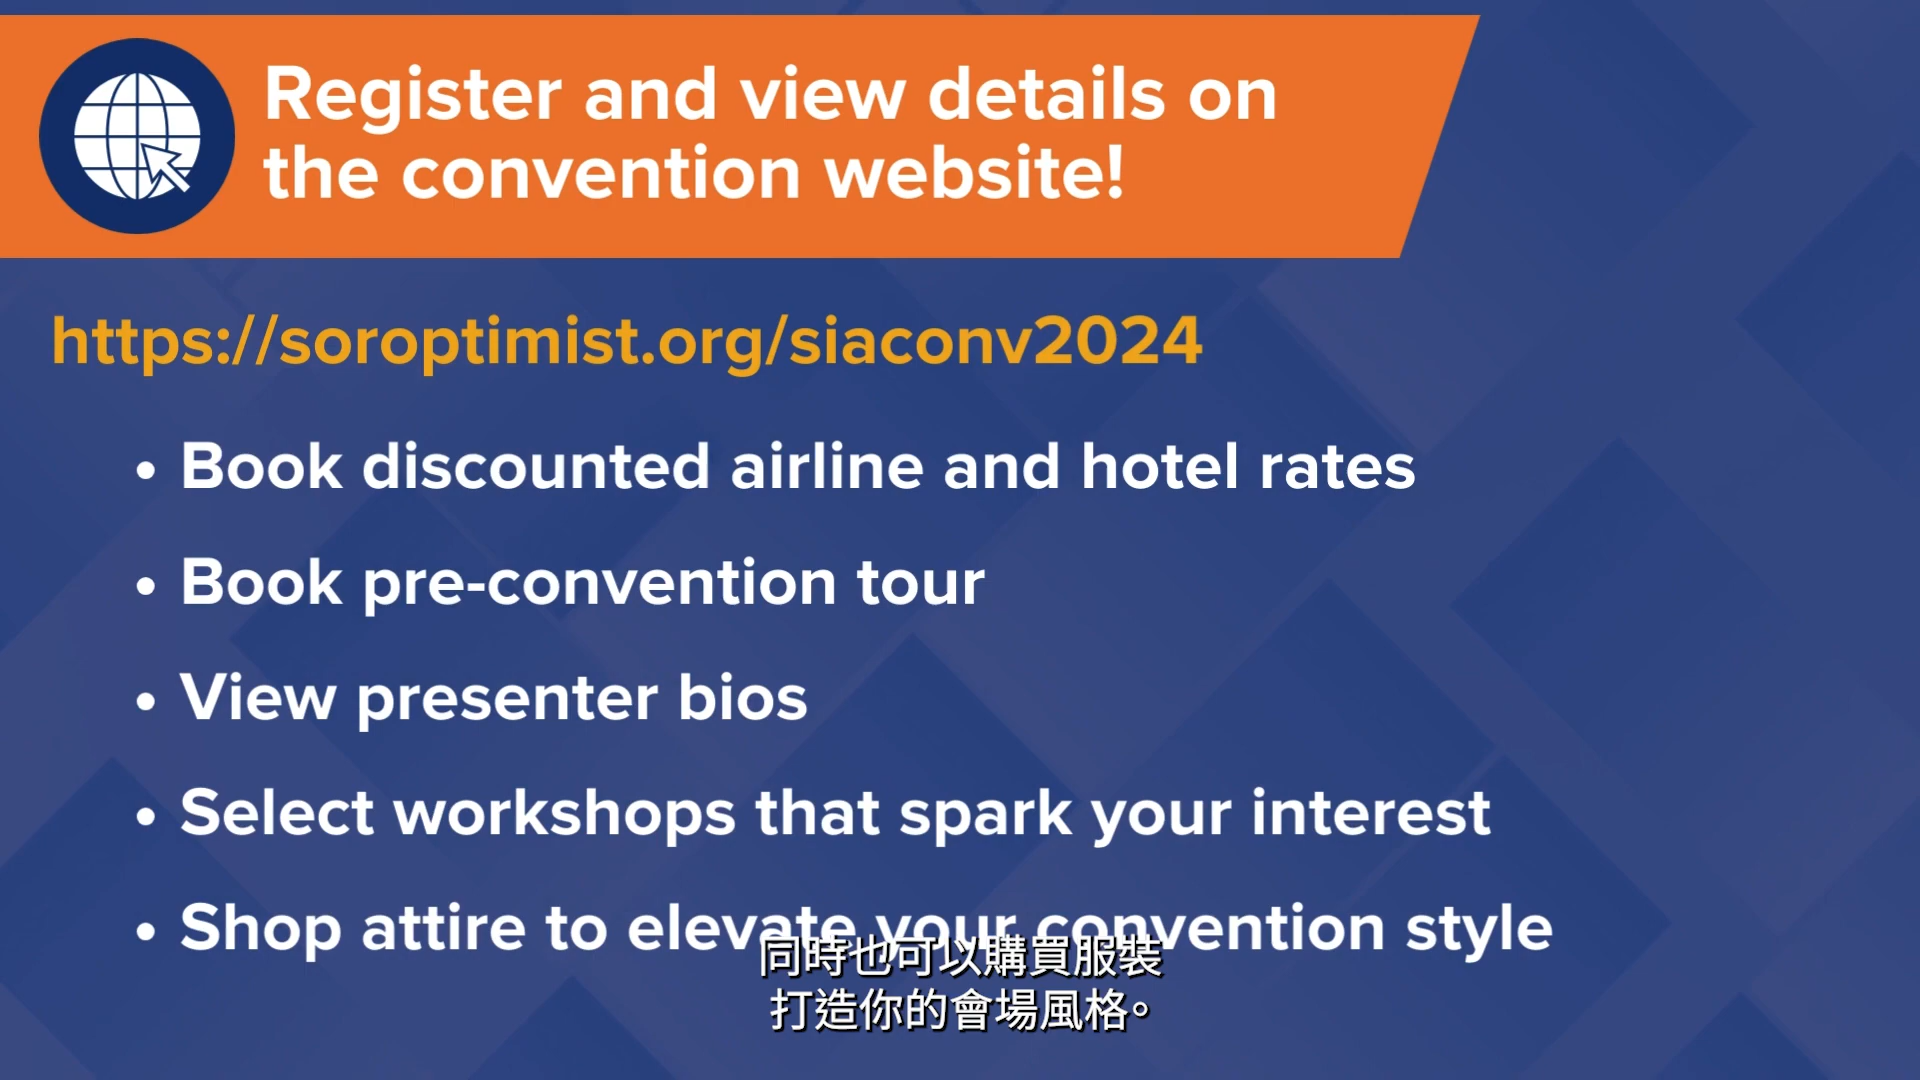 Register and view details on
the convention website!
https://soroptimist.org/siaconv2024
• Book discounted airline and hotel rates
• Book pre-convention tour
• View presenter bios
• Select workshops that spark your interest
• Shop attire to elevate your convention style
同時也可以購買服裝
打造你的會場風格。